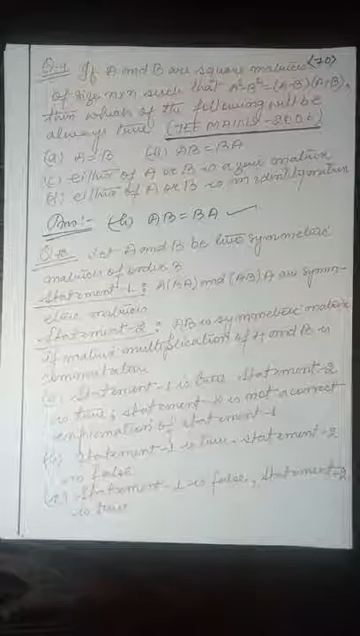 Q.4 If A and B are square matrices <70>
of size n×n such that A²-B²=(A-B)(A+B),
then which of the following will be
always true (JEE MAINS-2006)
(a) A=B (b) AB=BA
(c) either of A or B is a zero matrix
(d) either of A or B is an identity matrix
Ans:- (b) AB=BA ✓
Let A and B be two symmetric
matrices of order 3
Statement-1: A(BA) and (AB)A are symm-
etric matrices
Statement-2: AB is symmetric matrix
if matrix multiplication of A and B is
commutative
(a) Statement-1 is true, Statement-2
is true, statement-2 is not a correct
explanation of statement-1
(b) Statement-1 is true, statement-2
is false
(c) Statement-1 is false, Statement-2
is true